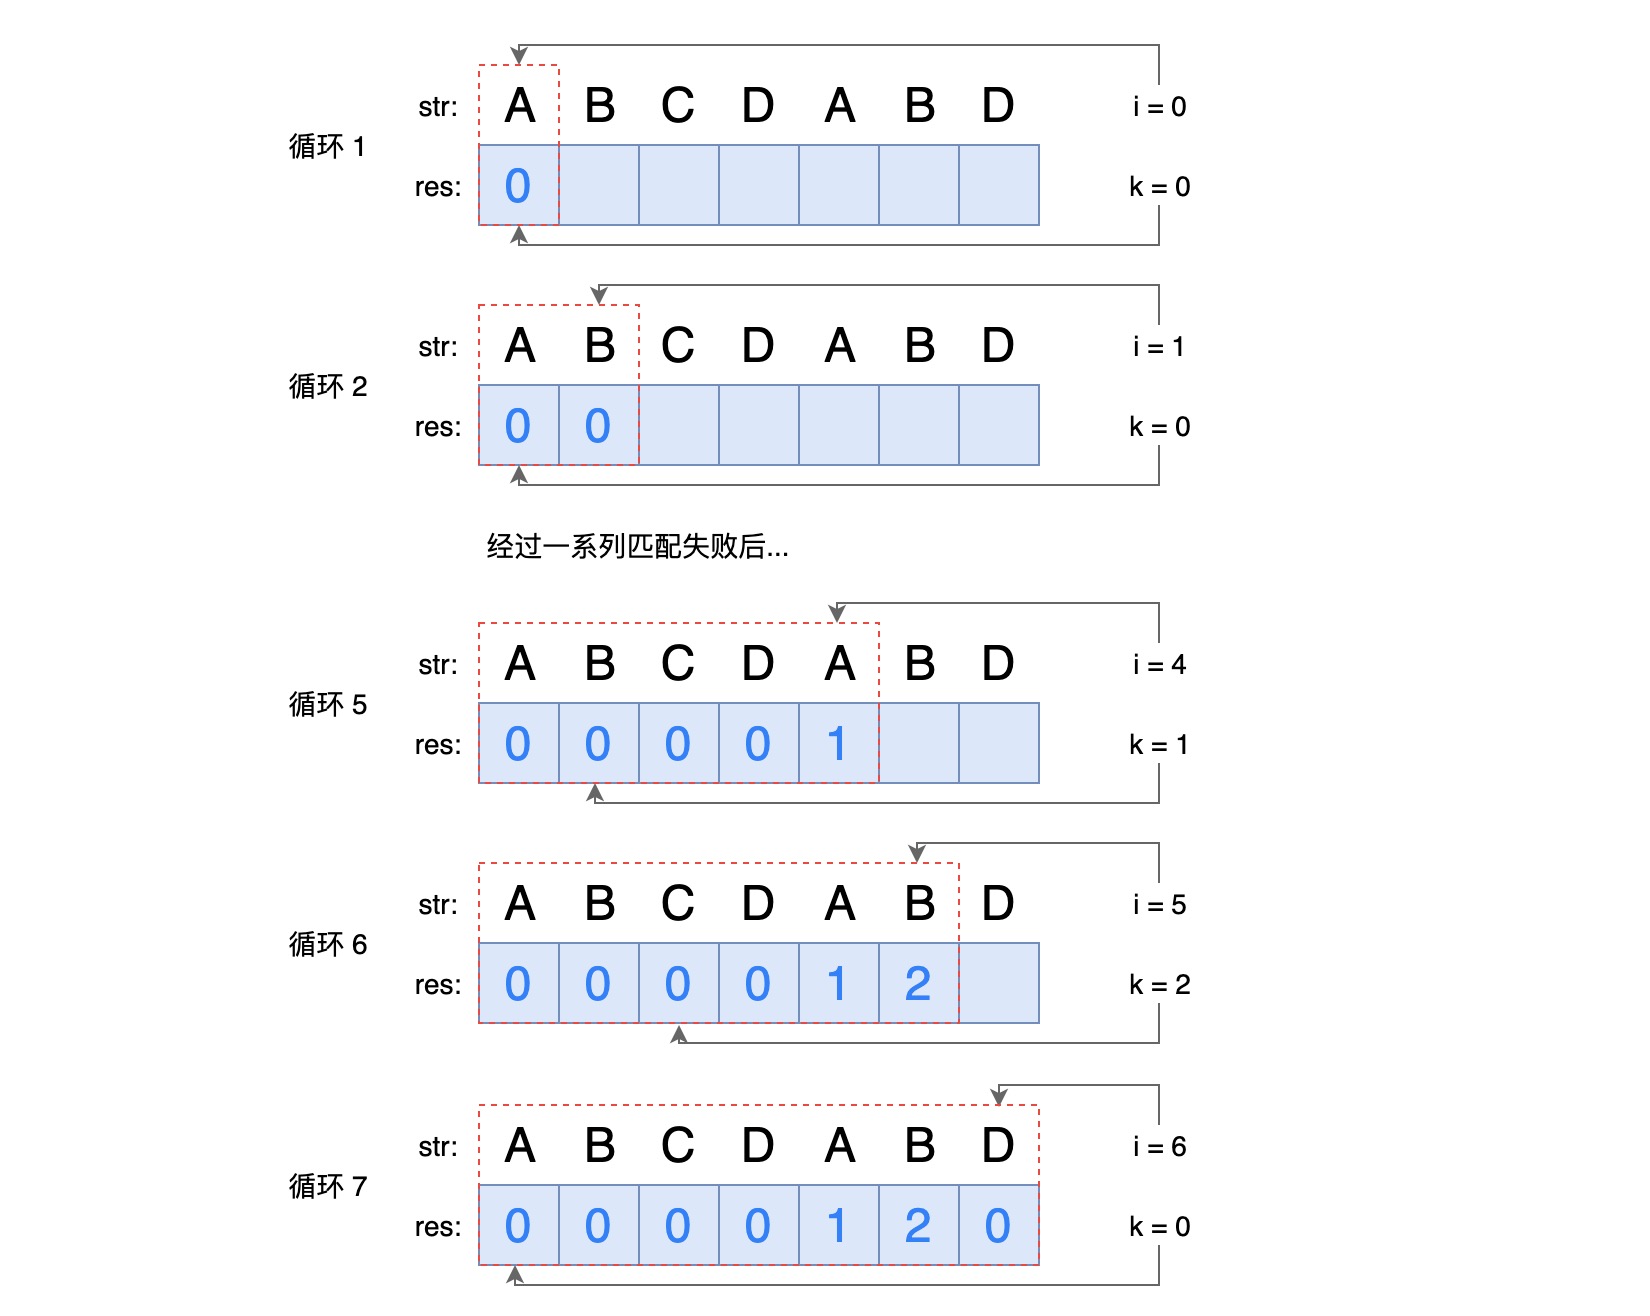 str: A B C D A B D i = 0
循环 1
res: 0 k = 0
str: A B C D A B D i = 1
循环 2
res: 0 0 k = 0
经过一系列匹配失败后...
str: A B C D A B D i = 4
循环 5
res: 0 0 0 0 1 k = 1
str: A B C D A B D i = 5
循环 6
res: 0 0 0 0 1 2 k = 2
str: A B C D A B D i = 6
循环 7
res: 0 0 0 0 1 2 0 k = 0